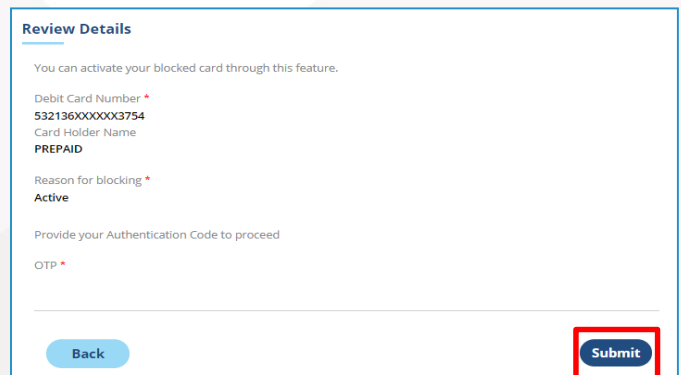 Review Details
You can activate your blocked card through this feature.
Debit Card Number *
532136XXXXXX3754
Card Holder Name
PREPAID
Reason for blocking *
Active
Provide your Authentication Code to proceed
OTP *
Back Submit